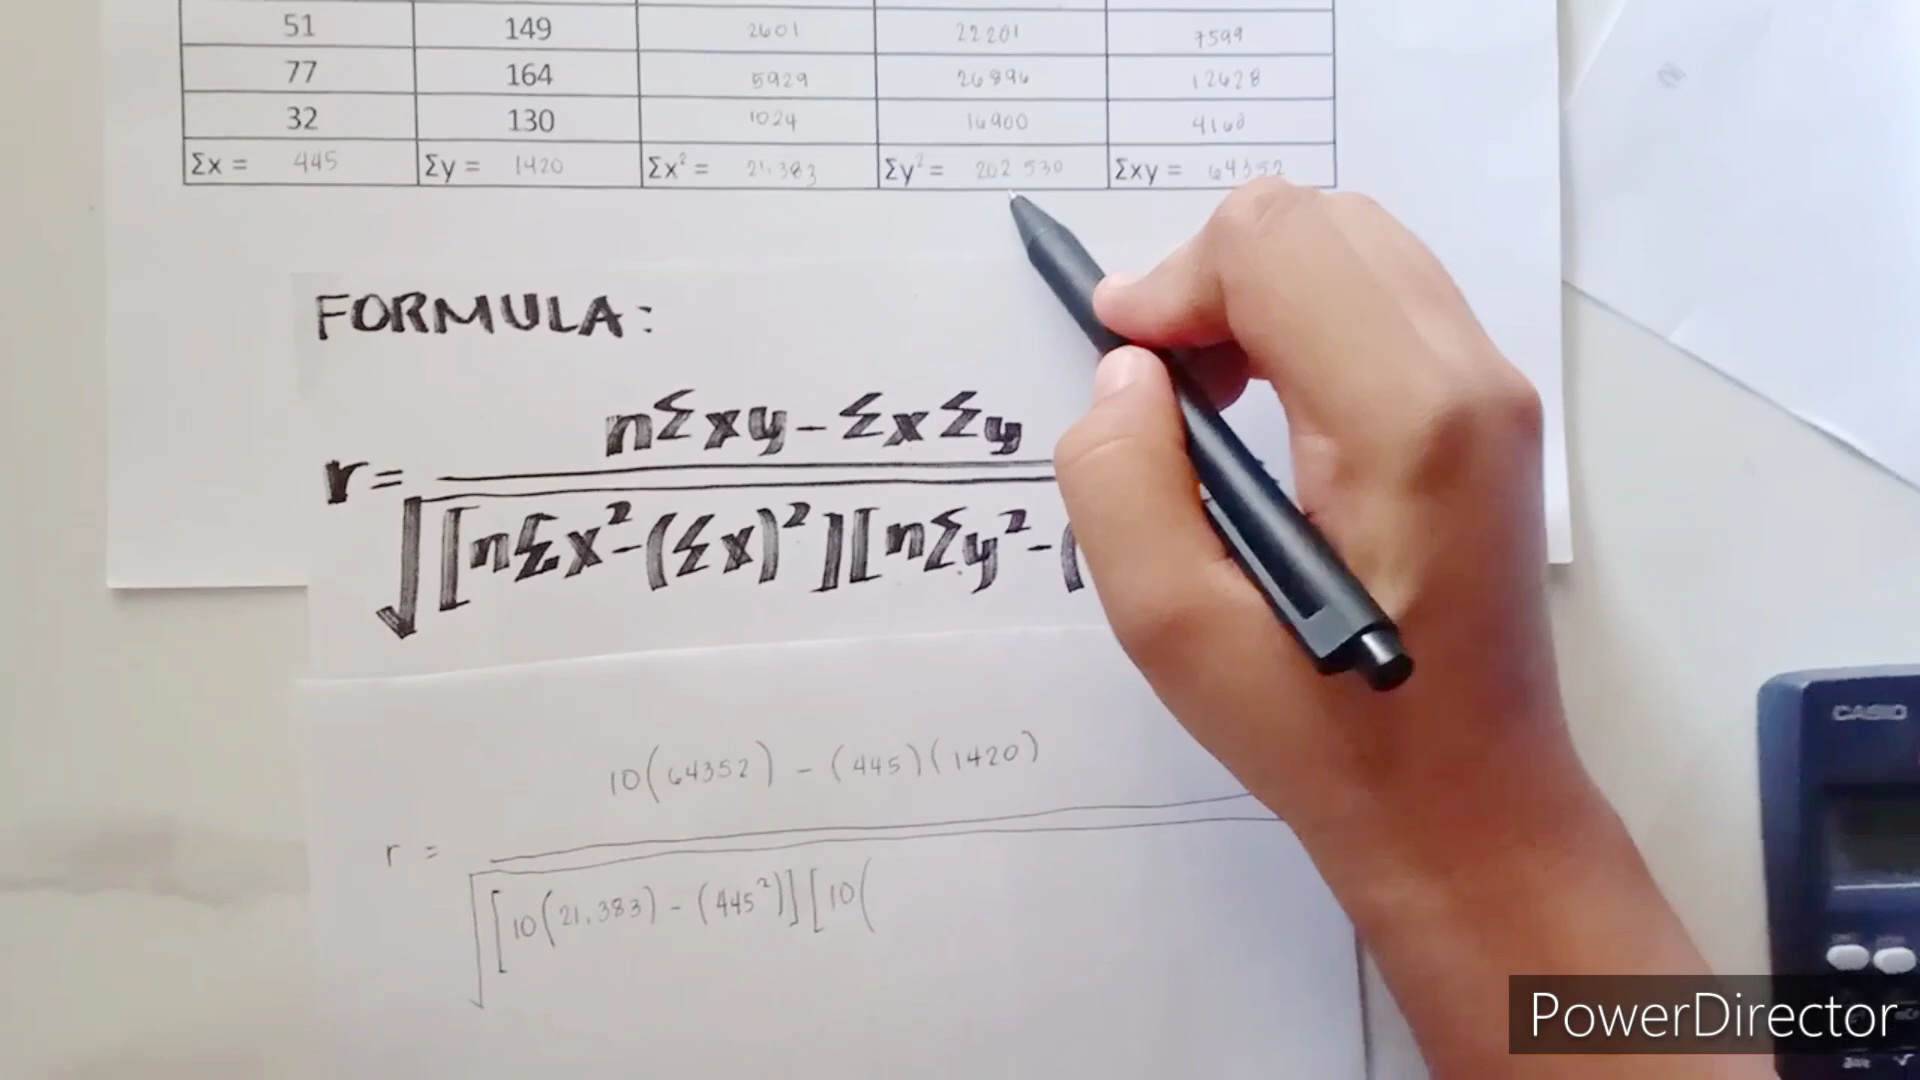 51 149 2601 22201 7599
77 164 5929 26896 12628
32 130 1024 16900 4160
Σx = 445 Σy = 1420 Σx² = 21,383 Σy² = 202 530 Σxy = 64352
FORMULA:
nΣxy - ΣxΣy
r=
√[nΣx²-(Σx)²][nΣy²-(
10(64352) - (445)(1420)
r =
√[10(21,383) - (445²)][10(
CASIO
PowerDirector